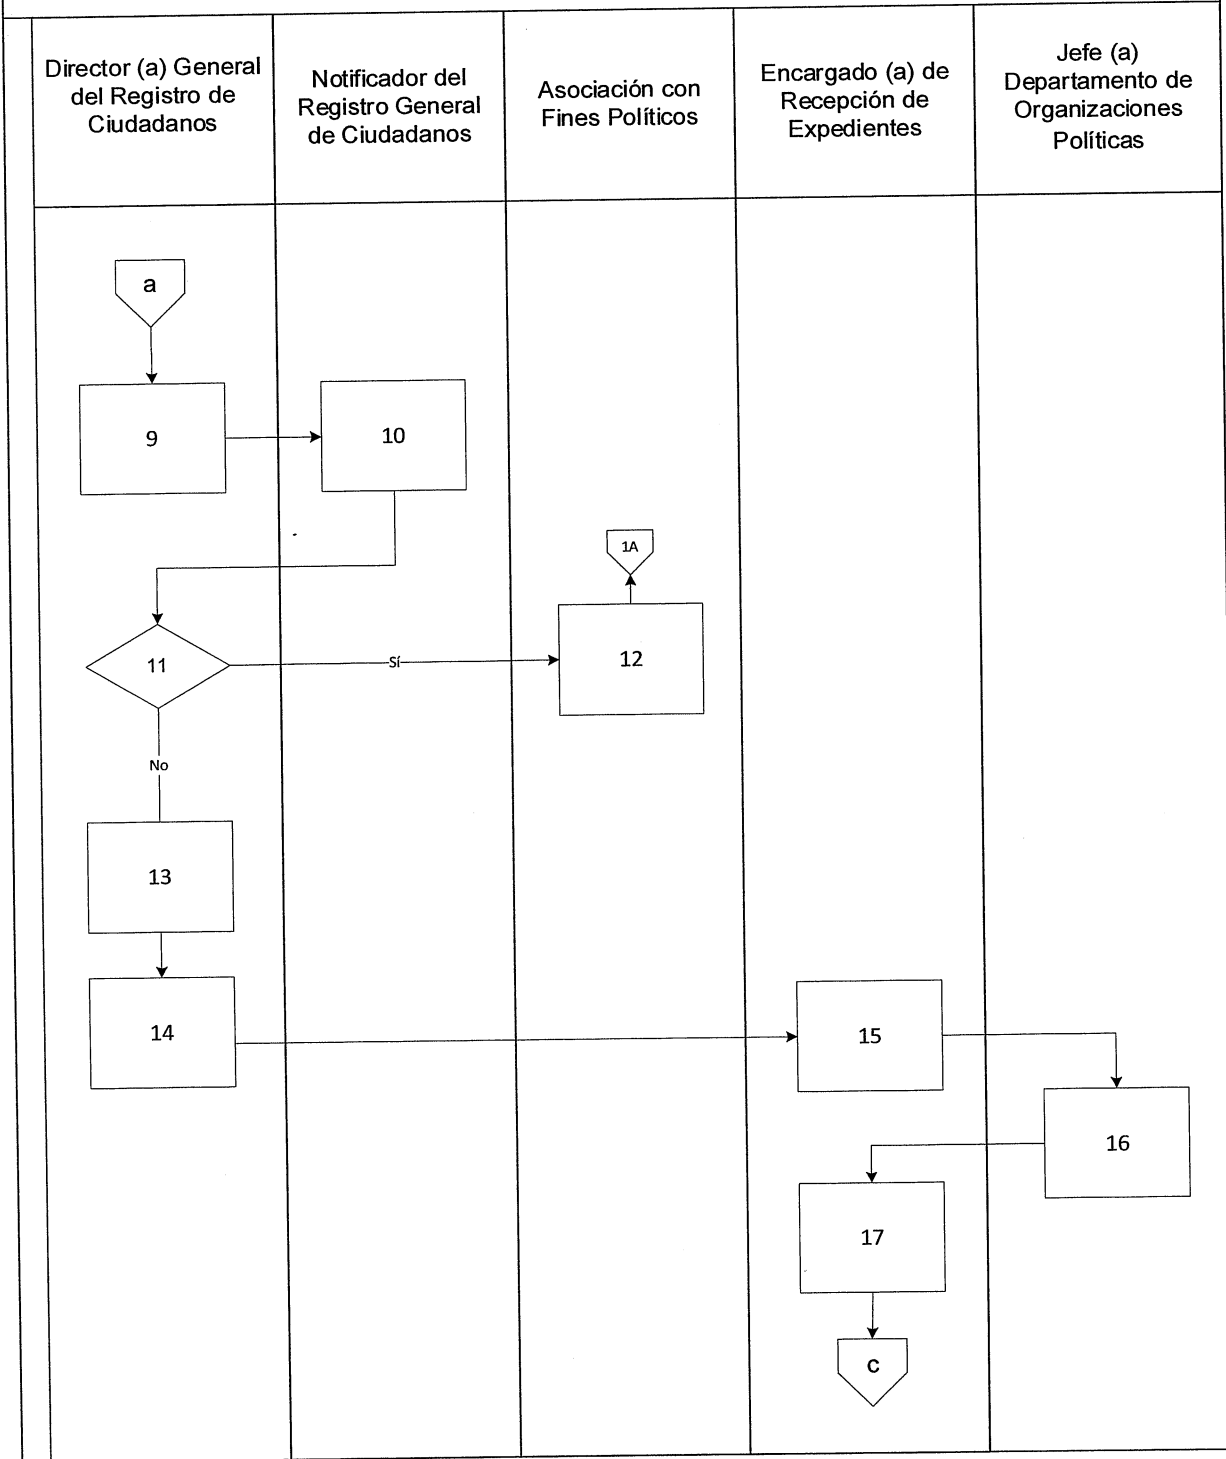 Director (a) General
del Registro de
Ciudadanos
Notificador del
Registro General
de Ciudadanos
Asociación con
Fines Políticos
Encargado (a) de
Recepción de
Expedientes
Jefe (a)
Departamento de
Organizaciones
Políticas
a
9
10
1A
11
Sí
12
No
13
14
15
16
17
C